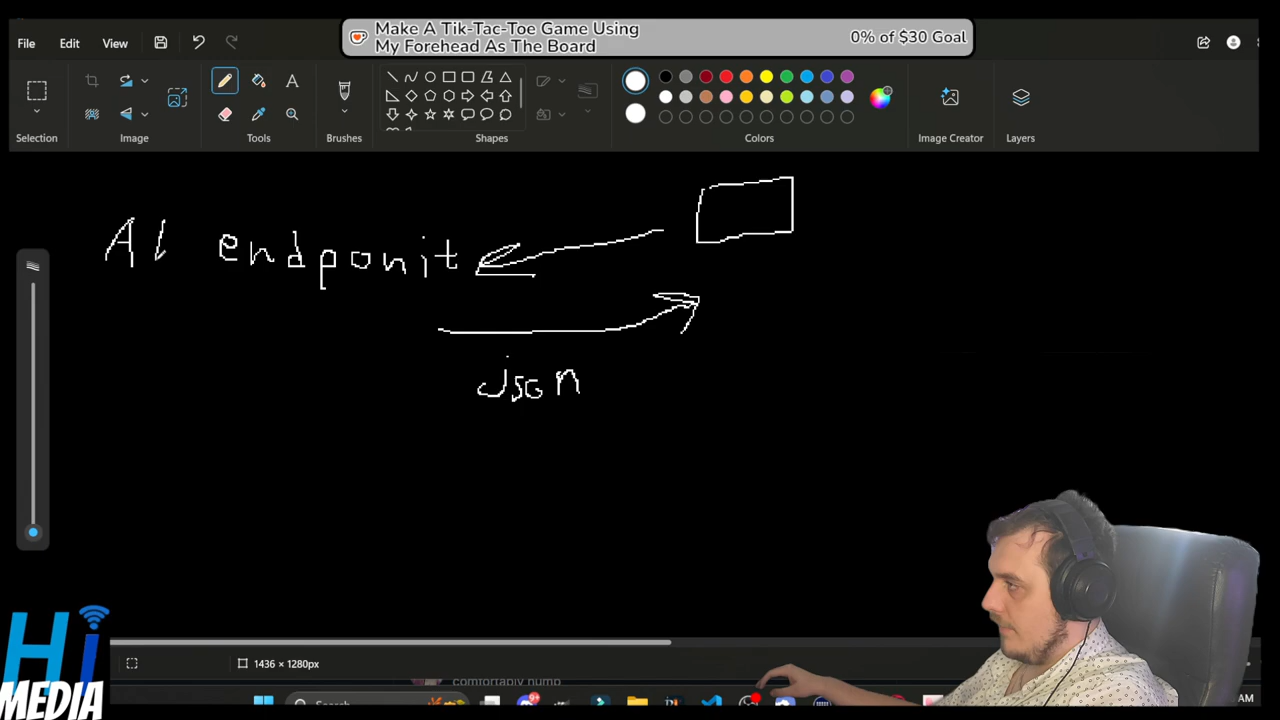 Make A Tik-Tac-Toe Game Using
My Forehead As The Board
0% of $30 Goal
File Edit View
Selection Image Tools Brushes Shapes Colors Image Creator Layers
AI endponit
Json
Hi
MEDIA
1436 × 1280px
Search